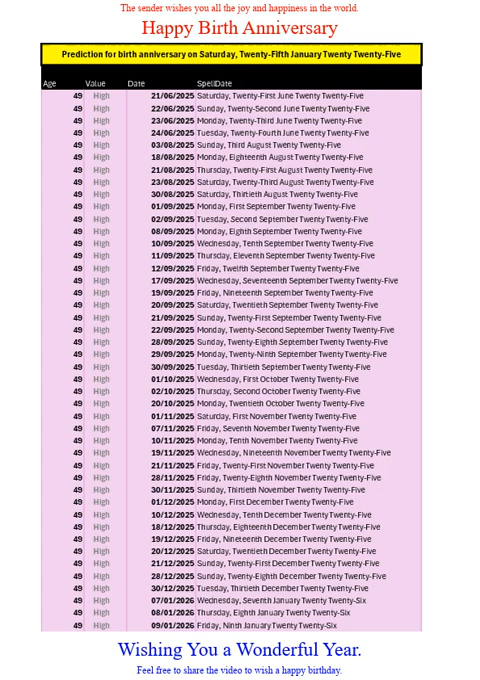 The sender wishes you all the joy and happiness in the world.
Happy Birth Anniversary
Prediction for birth anniversary on Saturday, Twenty-Fifth January Twenty Twenty-Five
Age Value Date SpellDate
49 High 21/06/2025 Saturday, Twenty-First June Twenty Twenty-Five
49 High 22/06/2025 Sunday, Twenty-Second June Twenty Twenty-Five
49 High 23/06/2025 Monday, Twenty-Third June Twenty Twenty-Five
49 High 24/06/2025 Tuesday, Twenty-Fourth June Twenty Twenty-Five
49 High 03/08/2025 Sunday, Third August Twenty Twenty-Five
49 High 18/08/2025 Monday, Eighteenth August Twenty Twenty-Five
49 High 21/08/2025 Thursday, Twenty-First August Twenty Twenty-Five
49 High 23/08/2025 Saturday, Twenty-Third August Twenty Twenty-Five
49 High 30/08/2025 Saturday, Thirtieth August Twenty Twenty-Five
49 High 01/09/2025 Monday, First September Twenty Twenty-Five
49 High 02/09/2025 Tuesday, Second September Twenty Twenty-Five
49 High 08/09/2025 Monday, Eighth September Twenty Twenty-Five
49 High 10/09/2025 Wednesday, Tenth September Twenty Twenty-Five
49 High 11/09/2025 Thursday, Eleventh September Twenty Twenty-Five
49 High 12/09/2025 Friday, Twelfth September Twenty Twenty-Five
49 High 17/09/2025 Wednesday, Seventeenth September Twenty Twenty-Five
49 High 19/09/2025 Friday, Nineteenth September Twenty Twenty-Five
49 High 20/09/2025 Saturday, Twentieth September Twenty Twenty-Five
49 High 21/09/2025 Sunday, Twenty-First September Twenty Twenty-Five
49 High 22/09/2025 Monday, Twenty-Second September Twenty Twenty-Five
49 High 28/09/2025 Sunday, Twenty-Eighth September Twenty Twenty-Five
49 High 29/09/2025 Monday, Twenty-Ninth September Twenty Twenty-Five
49 High 30/09/2025 Tuesday, Thirtieth September Twenty Twenty-Five
49 High 01/10/2025 Wednesday, First October Twenty Twenty-Five
49 High 02/10/2025 Thursday, Second October Twenty Twenty-Five
49 High 20/10/2025 Monday, Twentieth October Twenty Twenty-Five
49 High 01/11/2025 Saturday, First November Twenty Twenty-Five
49 High 07/11/2025 Friday, Seventh November Twenty Twenty-Five
49 High 10/11/2025 Monday, Tenth November Twenty Twenty-Five
49 High 19/11/2025 Wednesday, Nineteenth November Twenty Twenty-Five
49 High 21/11/2025 Friday, Twenty-First November Twenty Twenty-Five
49 High 28/11/2025 Friday, Twenty-Eighth November Twenty Twenty-Five
49 High 30/11/2025 Sunday, Thirtieth November Twenty Twenty-Five
49 High 01/12/2025 Monday, First December Twenty Twenty-Five
49 High 10/12/2025 Wednesday, Tenth December Twenty Twenty-Five
49 High 18/12/2025 Thursday, Eighteenth December Twenty Twenty-Five
49 High 19/12/2025 Friday, Nineteenth December Twenty Twenty-Five
49 High 20/12/2025 Saturday, Twentieth December Twenty Twenty-Five
49 High 21/12/2025 Sunday, Twenty-First December Twenty Twenty-Five
49 High 28/12/2025 Sunday, Twenty-Eighth December Twenty Twenty-Five
49 High 30/12/2025 Tuesday, Thirtieth December Twenty Twenty-Five
49 High 07/01/2026 Wednesday, Seventh January Twenty Twenty-Six
49 High 08/01/2026 Thursday, Eighth January Twenty Twenty-Six
49 High 09/01/2026 Friday, Ninth January Twenty Twenty-Six
Wishing You a Wonderful Year.
Feel free to share the video to wish a happy birthday.